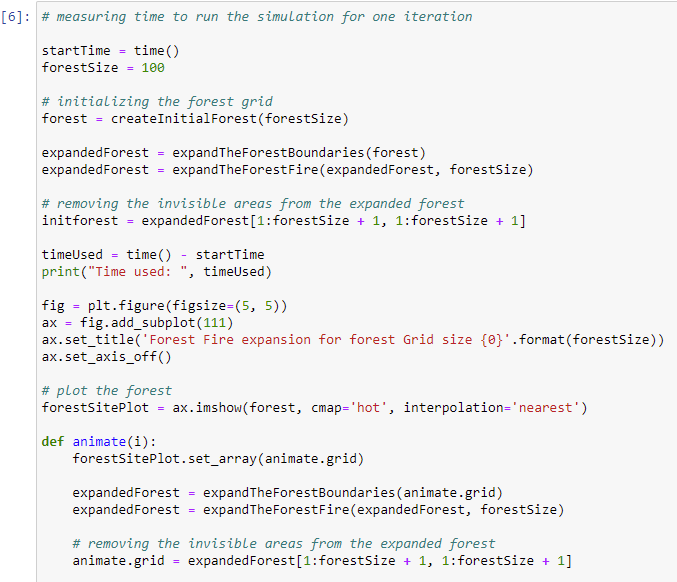 [6]: # measuring time to run the simulation for one iteration
startTime = time()
forestSize = 100
# initializing the forest grid
forest = createInitialForest(forestSize)
expandedForest = expandTheForestBoundaries(forest)
expandedForest = expandTheForestFire(expandedForest, forestSize)
# removing the invisible areas from the expanded forest
initforest = expandedForest[1:forestSize + 1, 1:forestSize + 1]
timeUsed = time() - startTime
print("Time used: ", timeUsed)
fig = plt.figure(figsize=(5, 5))
ax = fig.add_subplot(111)
ax.set_title('Forest Fire expansion for forest Grid size {0}'.format(forestSize))
ax.set_axis_off()
# plot the forest
forestSitePlot = ax.imshow(forest, cmap='hot', interpolation='nearest')
def animate(i):
    forestSitePlot.set_array(animate.grid)
    expandedForest = expandTheForestBoundaries(animate.grid)
    expandedForest = expandTheForestFire(expandedForest, forestSize)
    # removing the invisible areas from the expanded forest
    animate.grid = expandedForest[1:forestSize + 1, 1:forestSize + 1]